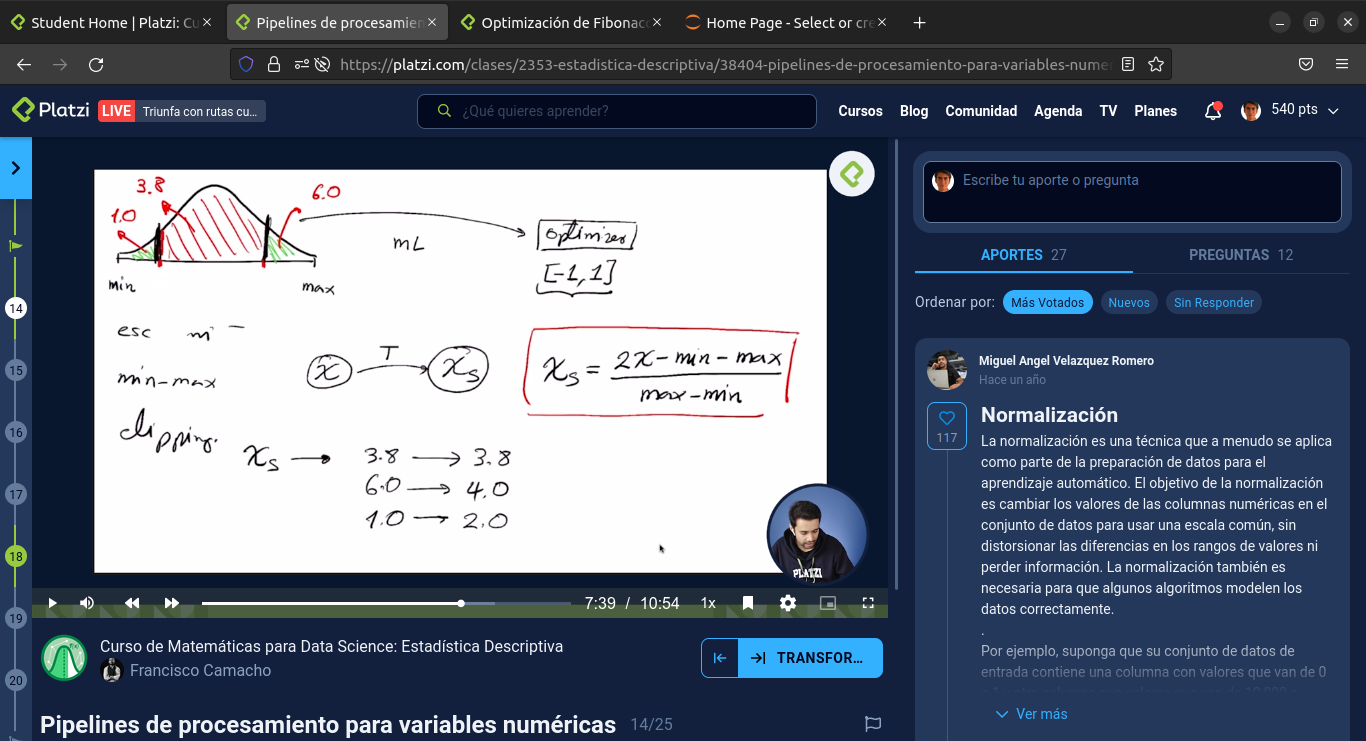 Student Home | Platzi: Cu
Pipelines de procesamien
Optimización de Fibonac
Home Page - Select or cre
https://platzi.com/clases/2353-estadistica-descriptiva/38404-pipelines-de-procesamiento-para-variables-nume
Platzi
LIVE
Triunfa con rutas cu...
¿Qué quieres aprender?
Cursos
Blog
Comunidad
Agenda
TV
Planes
540 pts
14
15
16
17
18
19
20
3.8
6.0
1.0
mL
optimizer
[-1,1]
min
max
esc
min-max
x
T
xs
xs = 2x-min-max
max-min
clipping.
xs → 3.8 → 3.8
6.0 → 4.0
1.0 → 2.0
PLATZI
7:39 / 10:54
1x
Curso de Matemáticas para Data Science: Estadística Descriptiva
Francisco Camacho
TRANSFOR...
Pipelines de procesamiento para variables numéricas 14/25
Escribe tu aporte o pregunta
APORTES 27
PREGUNTAS 12
Ordenar por:
Más Votados
Nuevos
Sin Responder
Miguel Angel Velazquez Romero
Hace un año
117
Normalización
La normalización es una técnica que a menudo se aplica
como parte de la preparación de datos para el
aprendizaje automático. El objetivo de la normalización
es cambiar los valores de las columnas numéricas en el
conjunto de datos para usar una escala común, sin
distorsionar las diferencias en los rangos de valores ni
perder información. La normalización también es
necesaria para que algunos algoritmos modelen los
datos correctamente.
.
Por ejemplo, suponga que su conjunto de datos de
entrada contiene una columna con valores que van de 0
Ver más